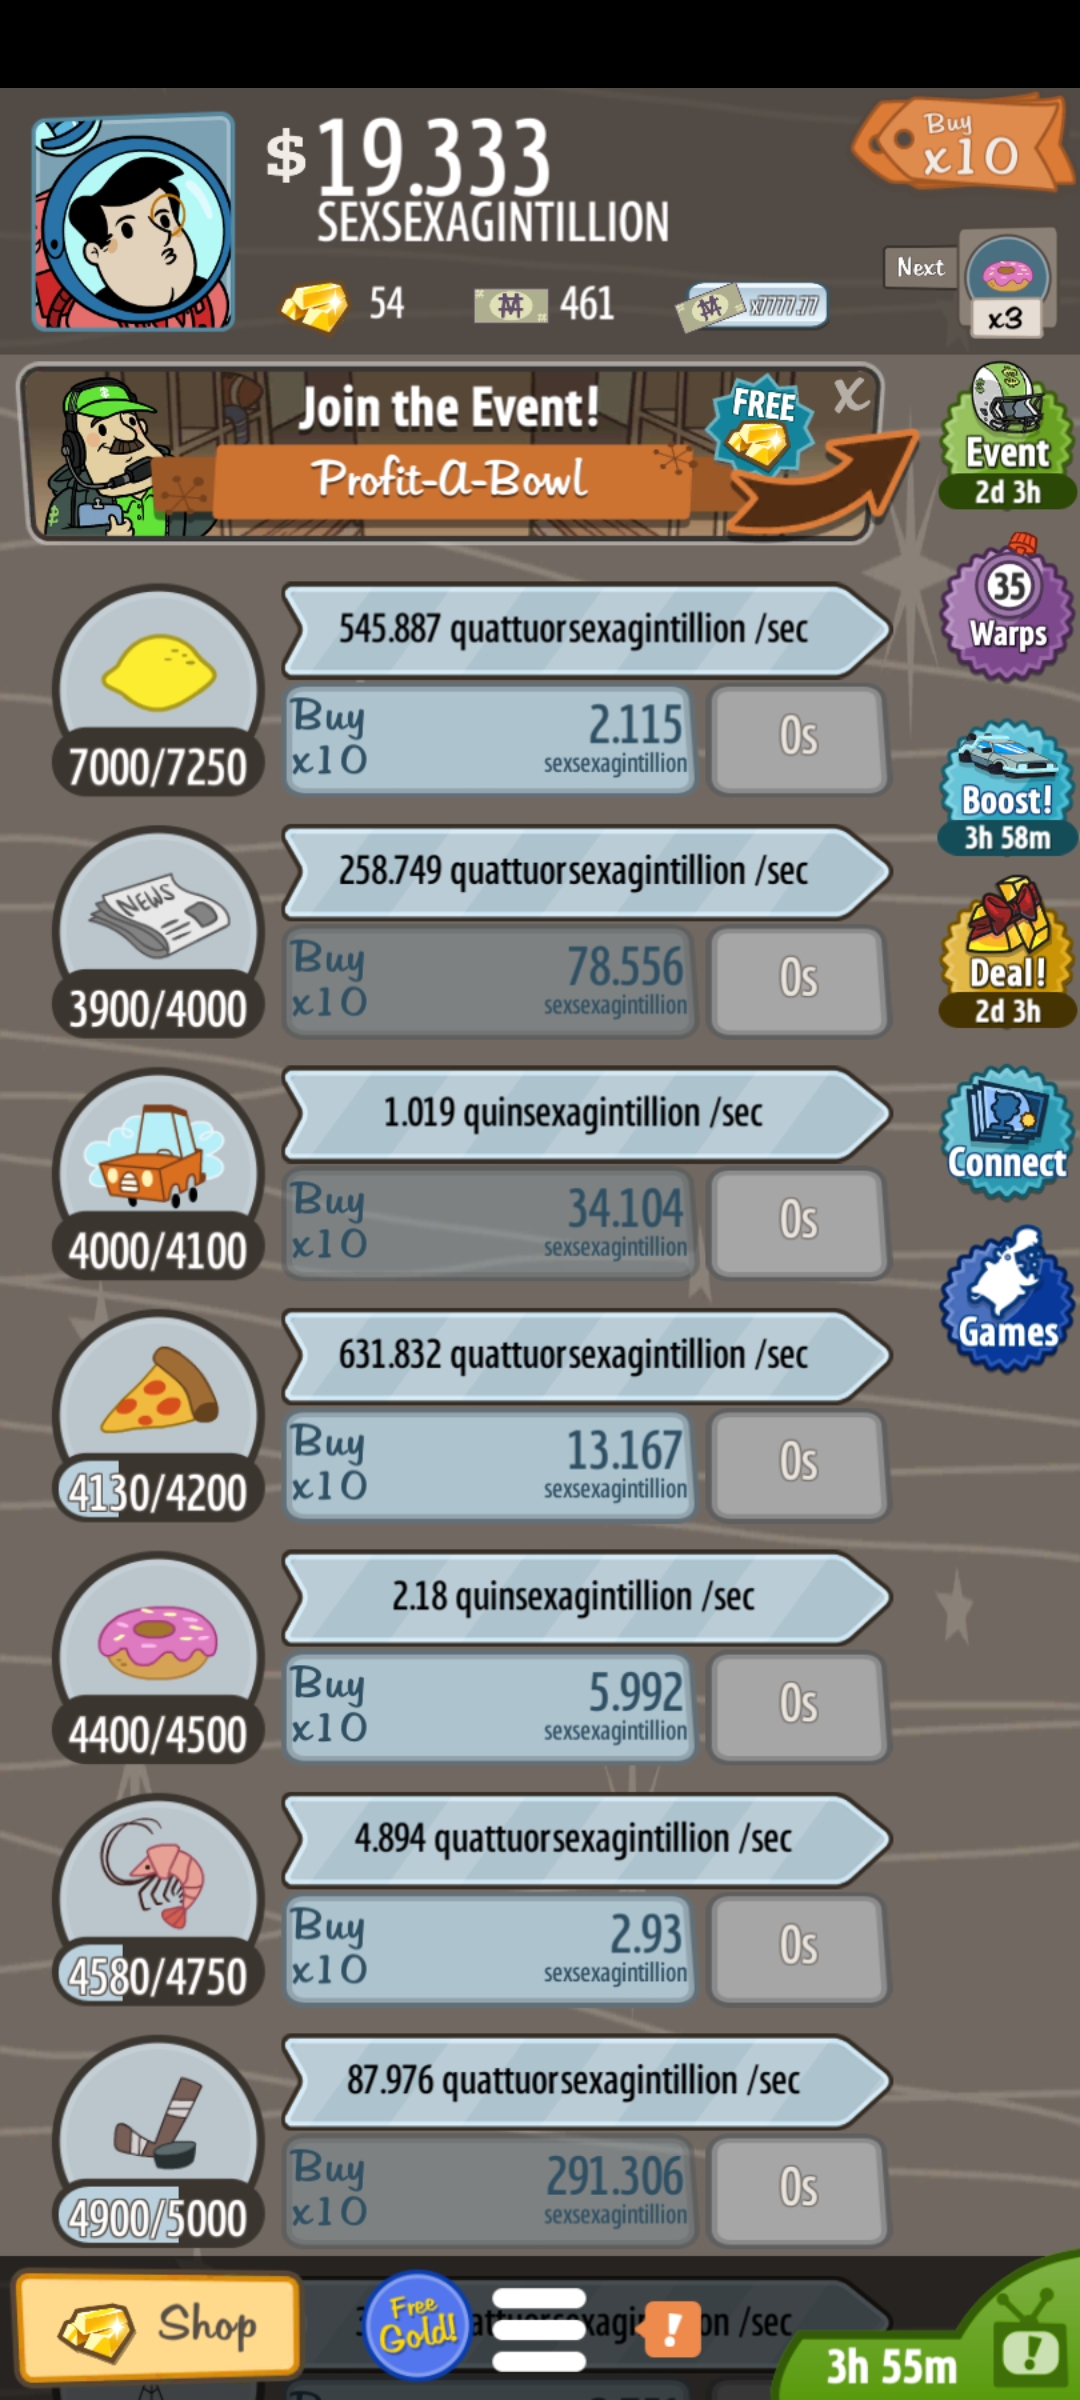 $19.333
SEXSEXAGINTILLION
Buy
x10
Next
x3
54
461
x7777.77
Join the Event!
Profit-A-Bowl
FREE
X
Event
2d 3h
545.887 quattuorsexagintillion /sec
Buy
x10
2.115
sexsexagintillion
0s
7000/7250
35
Warps
258.749 quattuorsexagintillion /sec
NEWS
Buy
x10
78.556
sexsexagintillion
0s
3900/4000
Boost!
3h 58m
Deal!
2d 3h
1.019 quinsexagintillion /sec
Buy
x10
34.104
sexsexagintillion
0s
4000/4100
Connect
Games
631.832 quattuorsexagintillion /sec
Buy
x10
13.167
sexsexagintillion
0s
4130/4200
2.18 quinsexagintillion /sec
Buy
x10
5.992
sexsexagintillion
0s
4400/4500
4.894 quattuorsexagintillion /sec
Buy
x10
2.93
sexsexagintillion
0s
4580/4750
87.976 quattuorsexagintillion /sec
Buy
x10
291.306
sexsexagintillion
0s
4900/5000
Shop
Free
Gold!
/sec
!
3h 55m
!
Buy